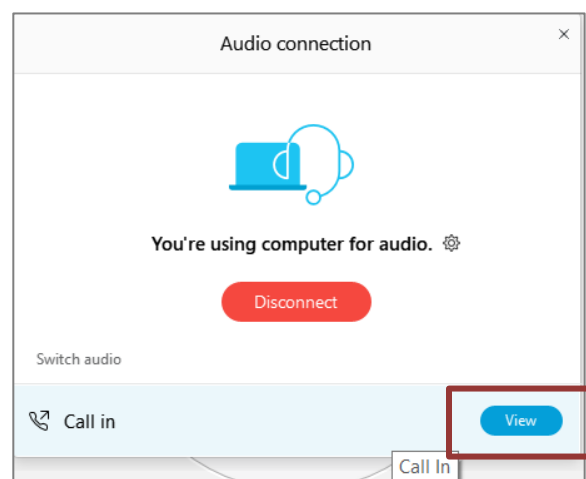 Audio connection
You're using computer for audio.
Disconnect
Switch audio
Call in
View
Call In